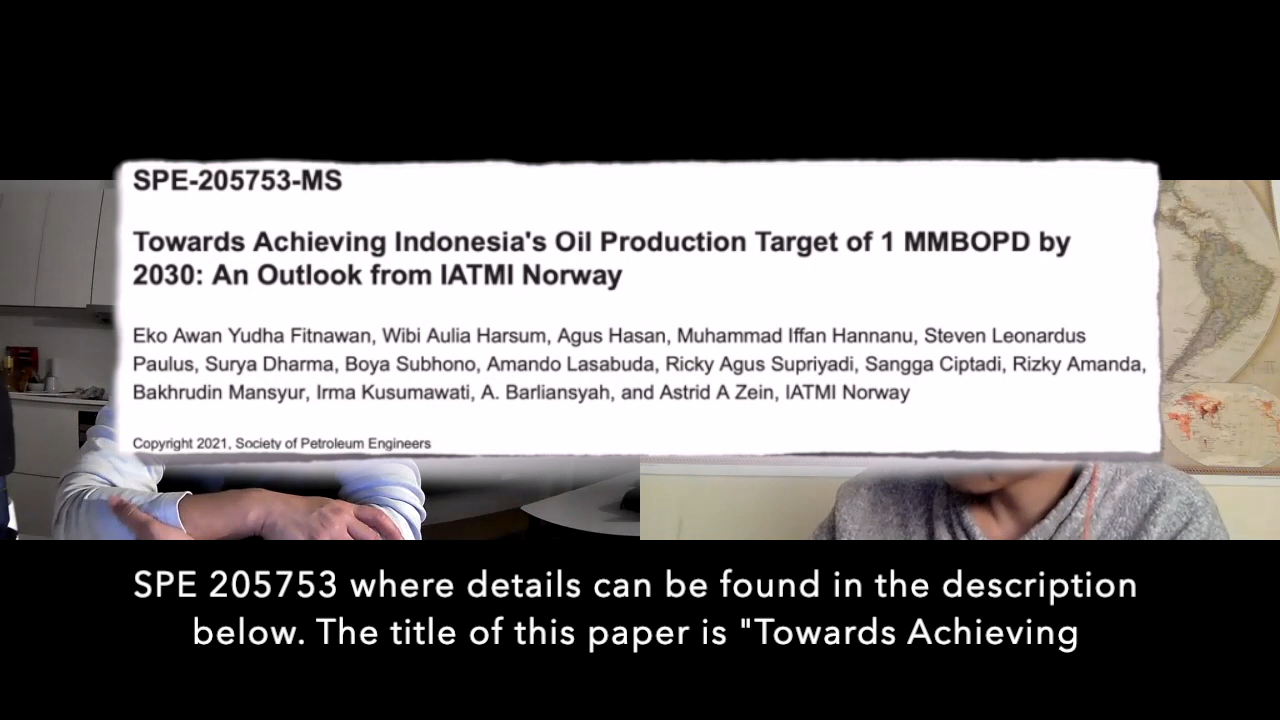 SPE-205753-MS
Towards Achieving Indonesia's Oil Production Target of 1 MMBOPD by
2030: An Outlook from IATMI Norway
Eko Awan Yudha Fitnawan, Wibi Aulia Harsum, Agus Hasan, Muhammad Iffan Hannanu, Steven Leonardus
Paulus, Surya Dharma, Boya Subhono, Amando Lasabuda, Ricky Agus Supriyadi, Sangga Ciptadi, Rizky Amanda,
Bakhrudin Mansyur, Irma Kusumawati, A. Barliansyah, and Astrid A Zein, IATMI Norway
Copyright 2021, Society of Petroleum Engineers
SPE 205753 where details can be found in the description
below. The title of this paper is "Towards Achieving